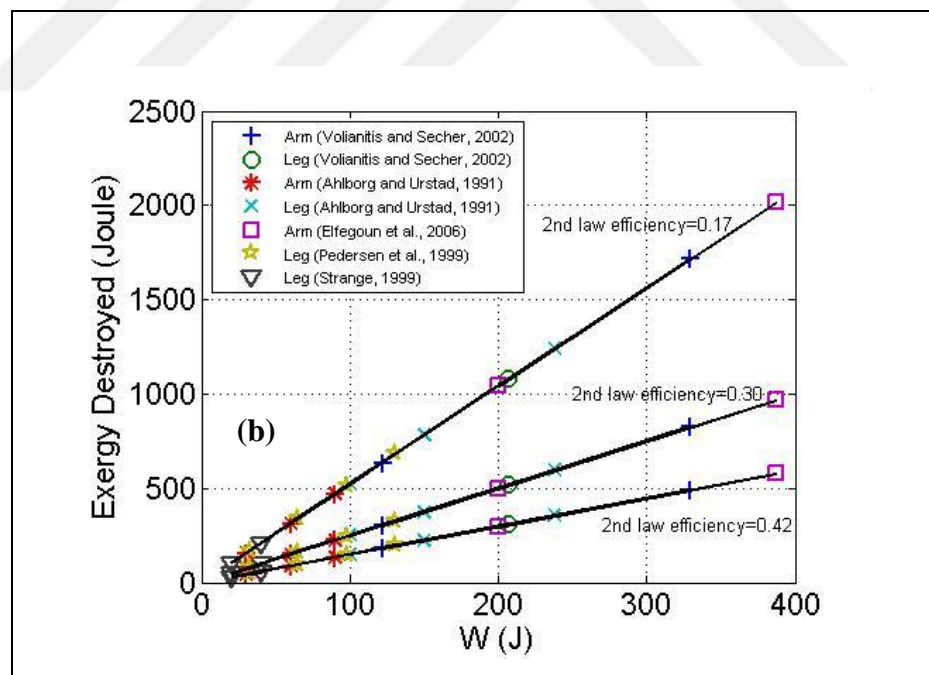 2500
2000
1500
1000
500
0
Exergy Destroyed (Joule)
Arm (Volianitis and Secher, 2002)
Leg (Volianitis and Secher, 2002)
Arm (Ahlborg and Urstad, 1991)
Leg (Ahlborg and Urstad, 1991)
Arm (Elfegoun et al., 2006)
Leg (Pedersen et al., 1999)
Leg (Strange, 1999)
2nd law efficiency=0.17
2nd law efficiency=0.30
(b)
2nd law efficiency=0.42
0 100 200 300 400
W (J)